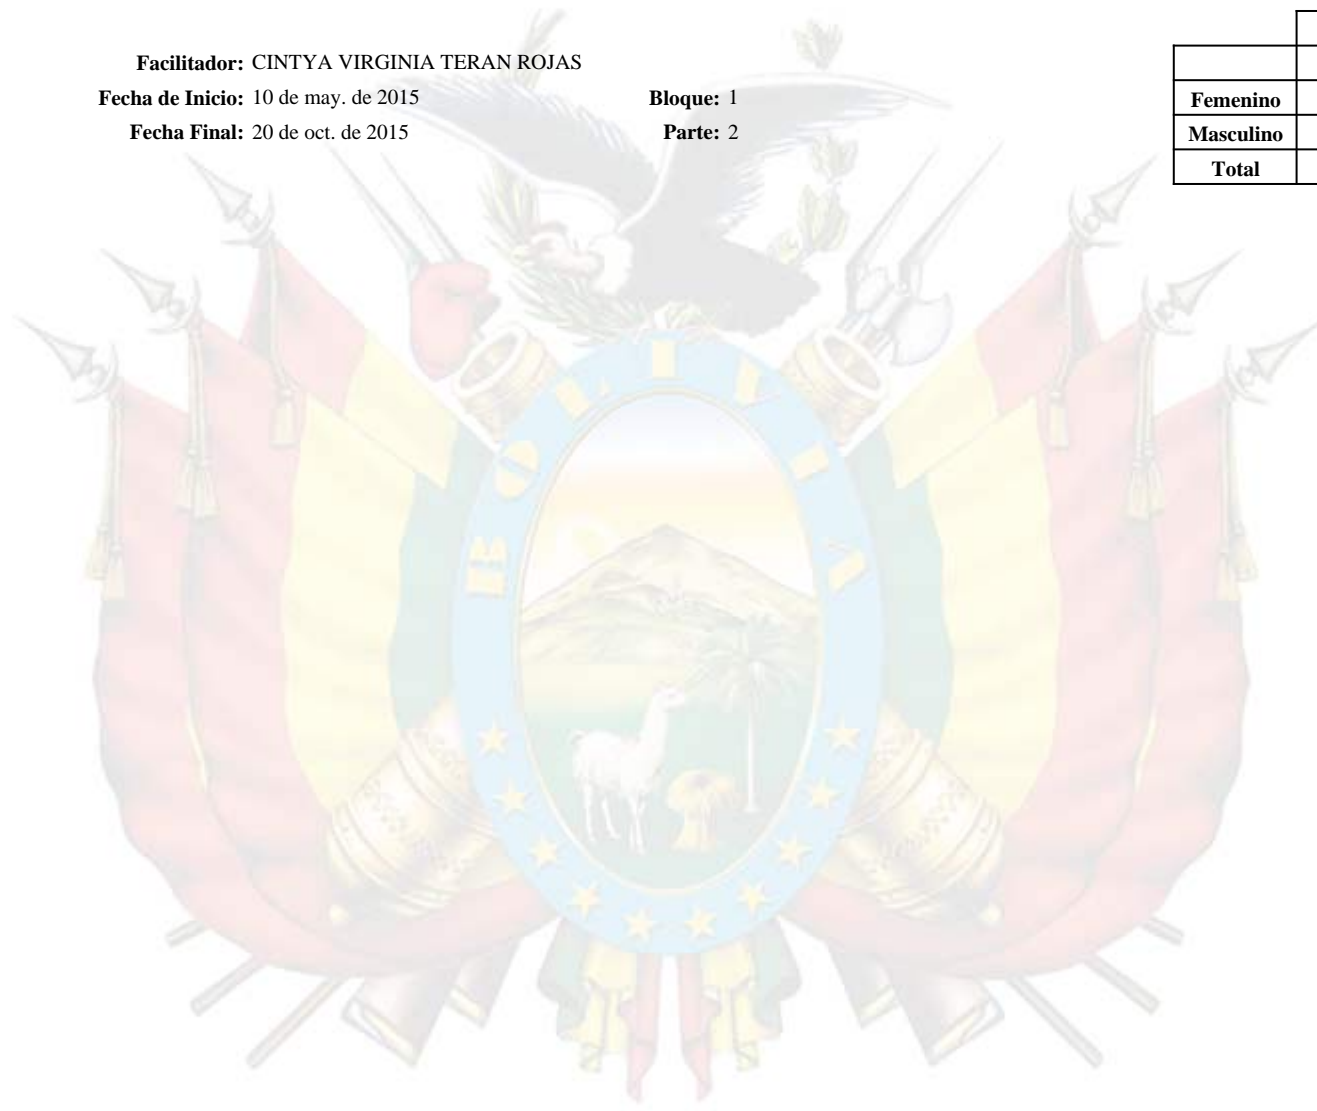 Facilitador: CINTYA VIRGINIA TERAN ROJAS
Fecha de Inicio: 10 de may. de 2015 Bloque: 1
Fecha Final: 20 de oct. de 2015 Parte: 2
Femenino
Masculino
Total
BOLIVIA